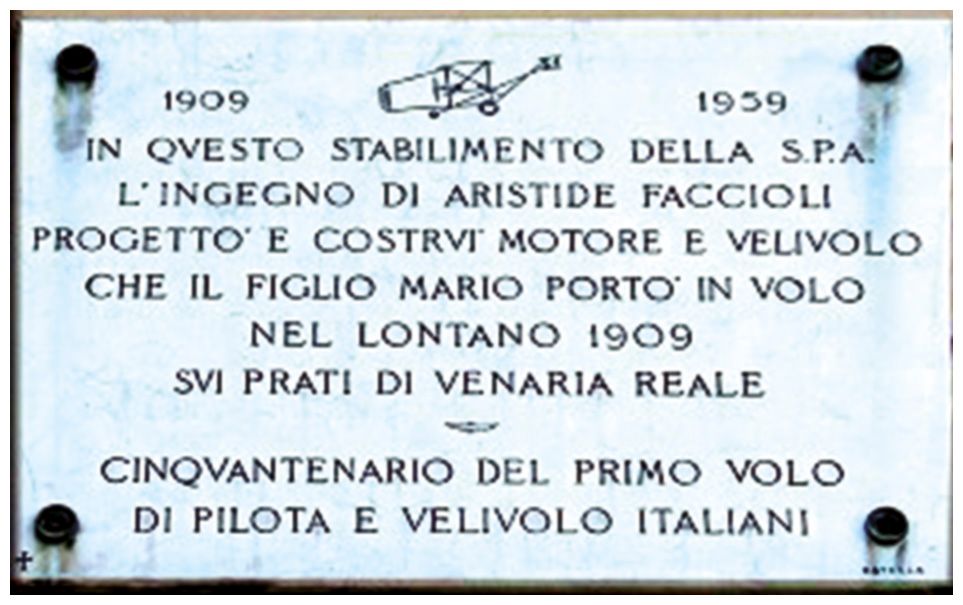 1909 1959
IN QVESTO STABILIMENTO DELLA S.P.A.
L'INGEGNO DI ARISTIDE FACCIOLI
PROGETTO' E COSTRVI' MOTORE E VELIVOLO
CHE IL FIGLIO MARIO PORTO' IN VOLO
NEL LONTANO 1909
SVI PRATI DI VENARIA REALE
CINQVANTENARIO DEL PRIMO VOLO
DI PILOTA E VELIVOLO ITALIANI